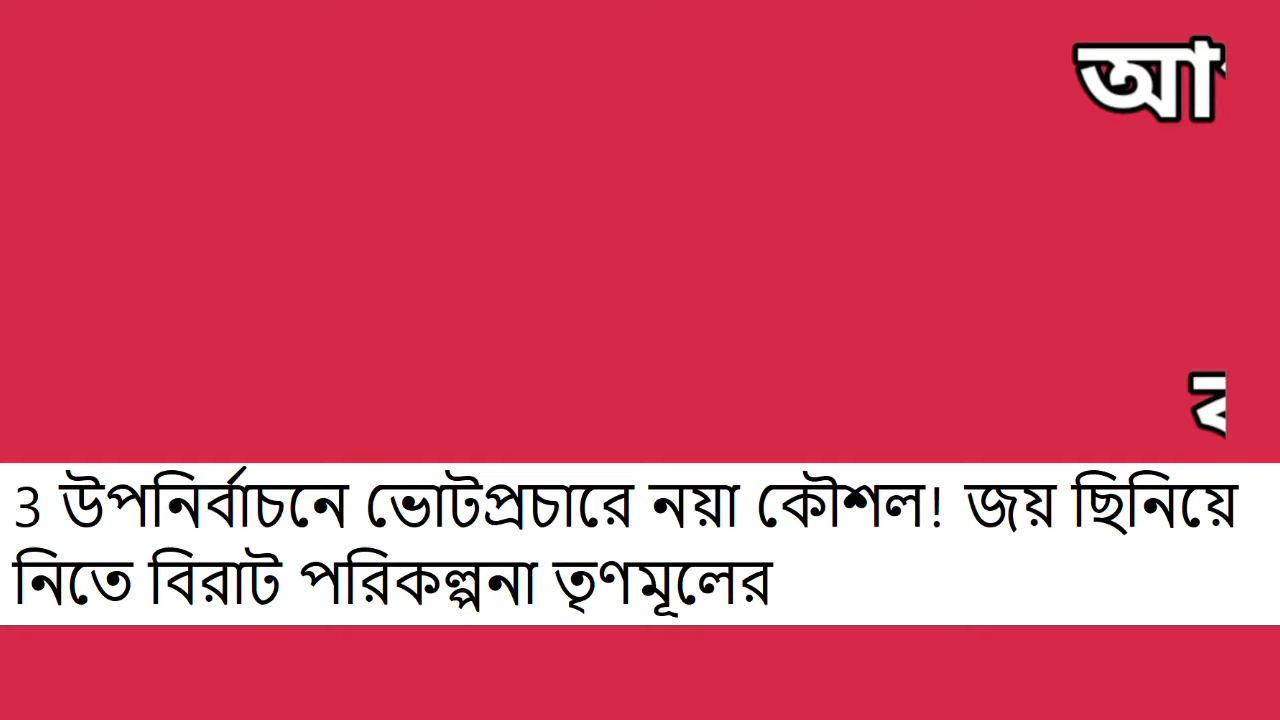 3 উপনির্বাচনে ভোটপ্রচারে নয়া কৌশল! জয় ছিনিয়ে
নিতে বিরাট পরিকল্পনা তৃণমূলের